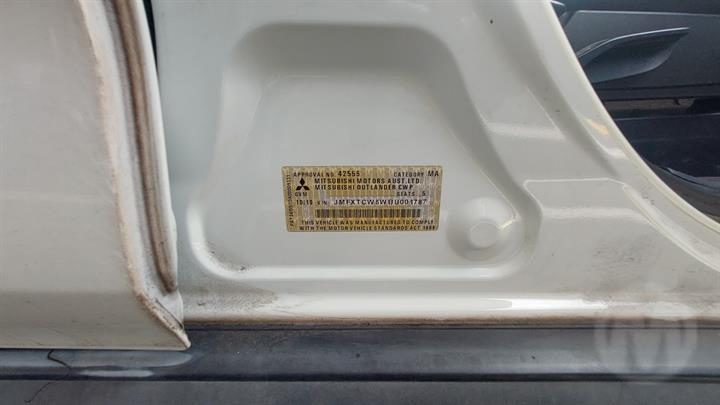 APPROVAL NO. 42555 CATEGORY MA
MITSUBISHI MOTORS AUST. LTD.
MITSUBISHI OUTLANDER CWP
GVM SEATS 5
10/10 VIN JMFXTCW5WBU001787
THIS VEHICLE WAS MANUFACTURED TO COMPLY
WITH THE MOTOR VEHICLE STANDARDS ACT 1989